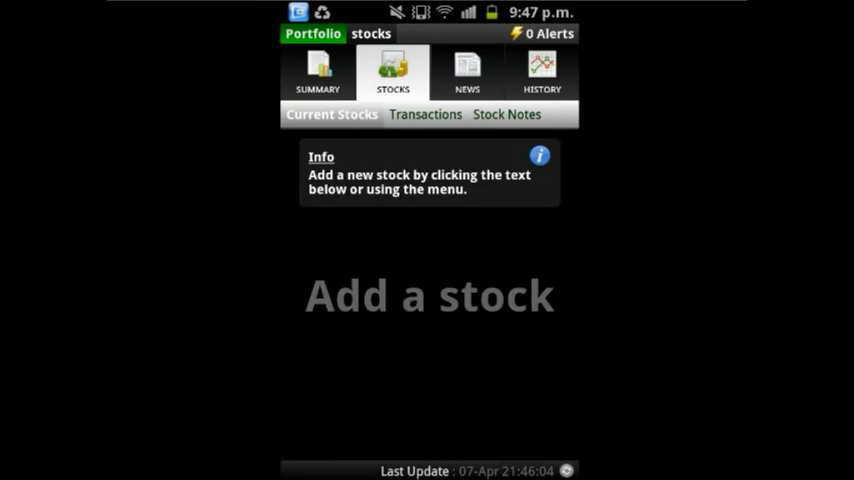 9:47 p.m.
Portfolio stocks 0 Alerts
SUMMARY STOCKS NEWS HISTORY
Current Stocks Transactions Stock Notes
Info
Add a new stock by clicking the text
below or using the menu.
Add a stock
Last Update : 07-Apr 21:46:04